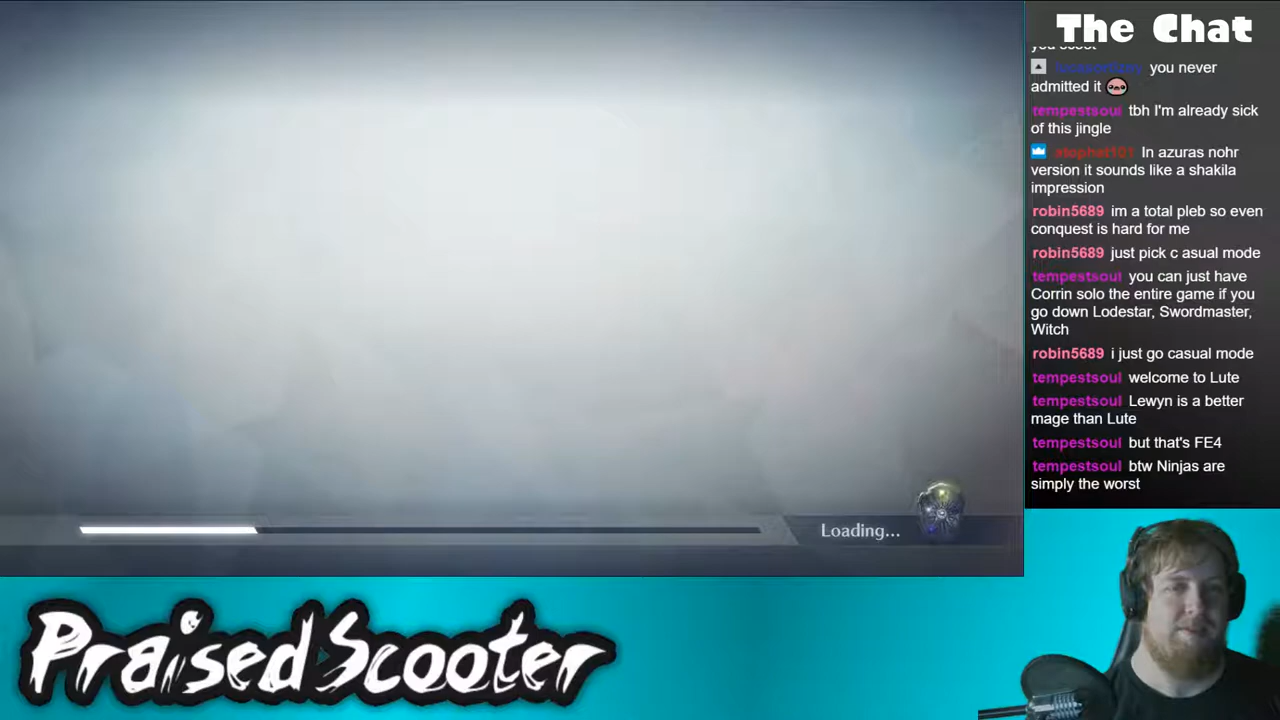 The Chat
you scoot
you never
admitted it
tempestsoul tbh I'm already sick
of this jingle
In azuras nohr
version it sounds like a shakila
impression
robin5689 im a total pleb so even
conquest is hard for me
robin5689 just pick c asual mode
tempestsoul you can just have
Corrin solo the entire game if you
go down Lodestar, Swordmaster,
Witch
robin5689 i just go casual mode
tempestsoul welcome to Lute
tempestsoul Lewyn is a better
mage than Lute
tempestsoul but that's FE4
tempestsoul btw Ninjas are
simply the worst
Loading...
PraisedScooter